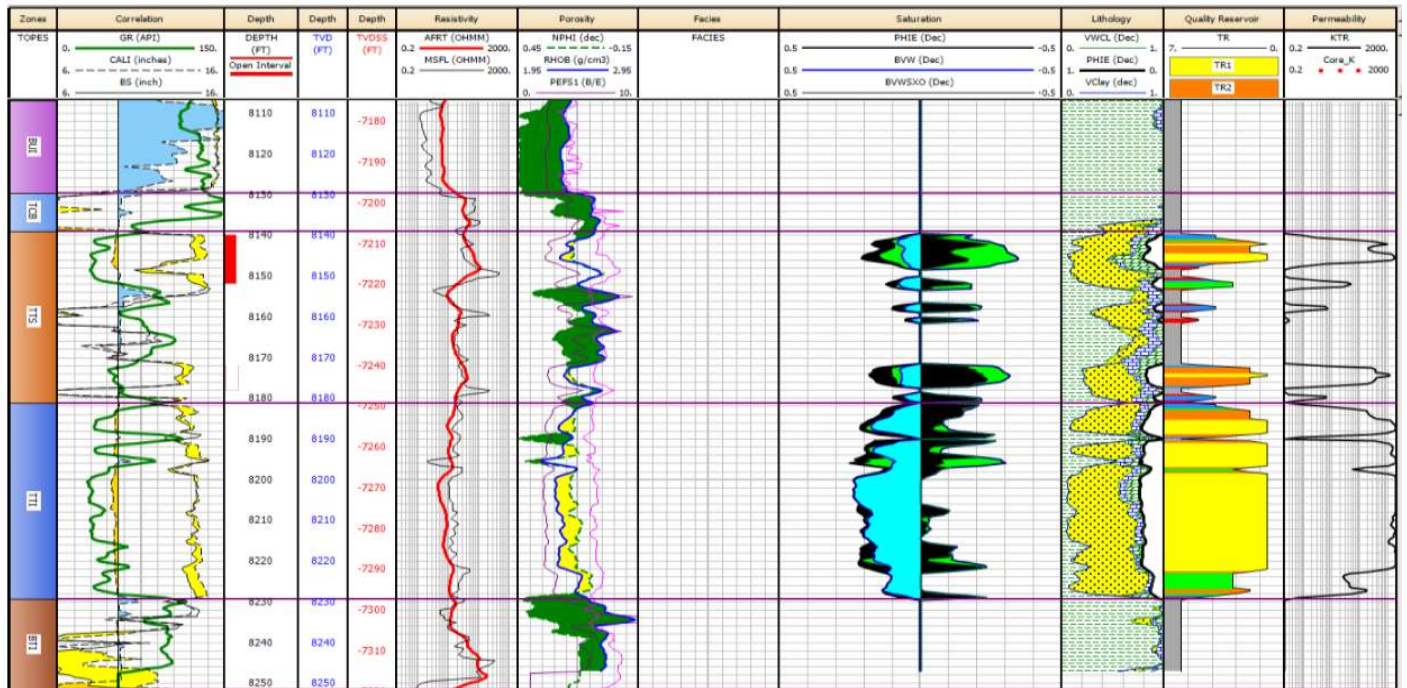 Zones Correlation Depth Depth Depth Resistivity Porosity Facies Saturation Lithology Quality Reservoir Permeability
TOPES GR (API) DEPTH (FT) TVD (FT) TVDSS (FT) AFRT (OHMM) NPHI (dec) FACIES PHIE (Dec) VWCL (Dec) TR KTR
0. 150. 0.2 2000. 0.45 -0.15 0.5 -0.5 0. 1. 7. 0. 0.2 2000.
CALI (inches) Open Interval MSFL (OHMM) RHOB (g/cm3) BVW (Dec) PHIE (Dec) TR1 Core_K
6. 16. 0.2 2000. 1.95 2.95 0.5 -0.5 1. 0. 0.2 2000
BS (inch) PEFS1 (B/E) BVWSXO (Dec) VClay (dec) TR2
6. 16. 0. 10. 0.5 -0.5 0. 1.
8110 8110
-7180
BUI
8120 8120
-7190
8130 8130
-7200
TCB
8140 8140
-7210
8150 8150
-7220
TTS
8160 8160
-7230
8170 8170
-7240
8180 8180
-7250
8190 8190
-7260
8200 8200
-7270
TTI
8210 8210
-7280
8220 8220
-7290
8230 8230
-7300
8240 8240
BT1
-7310
8250 8250